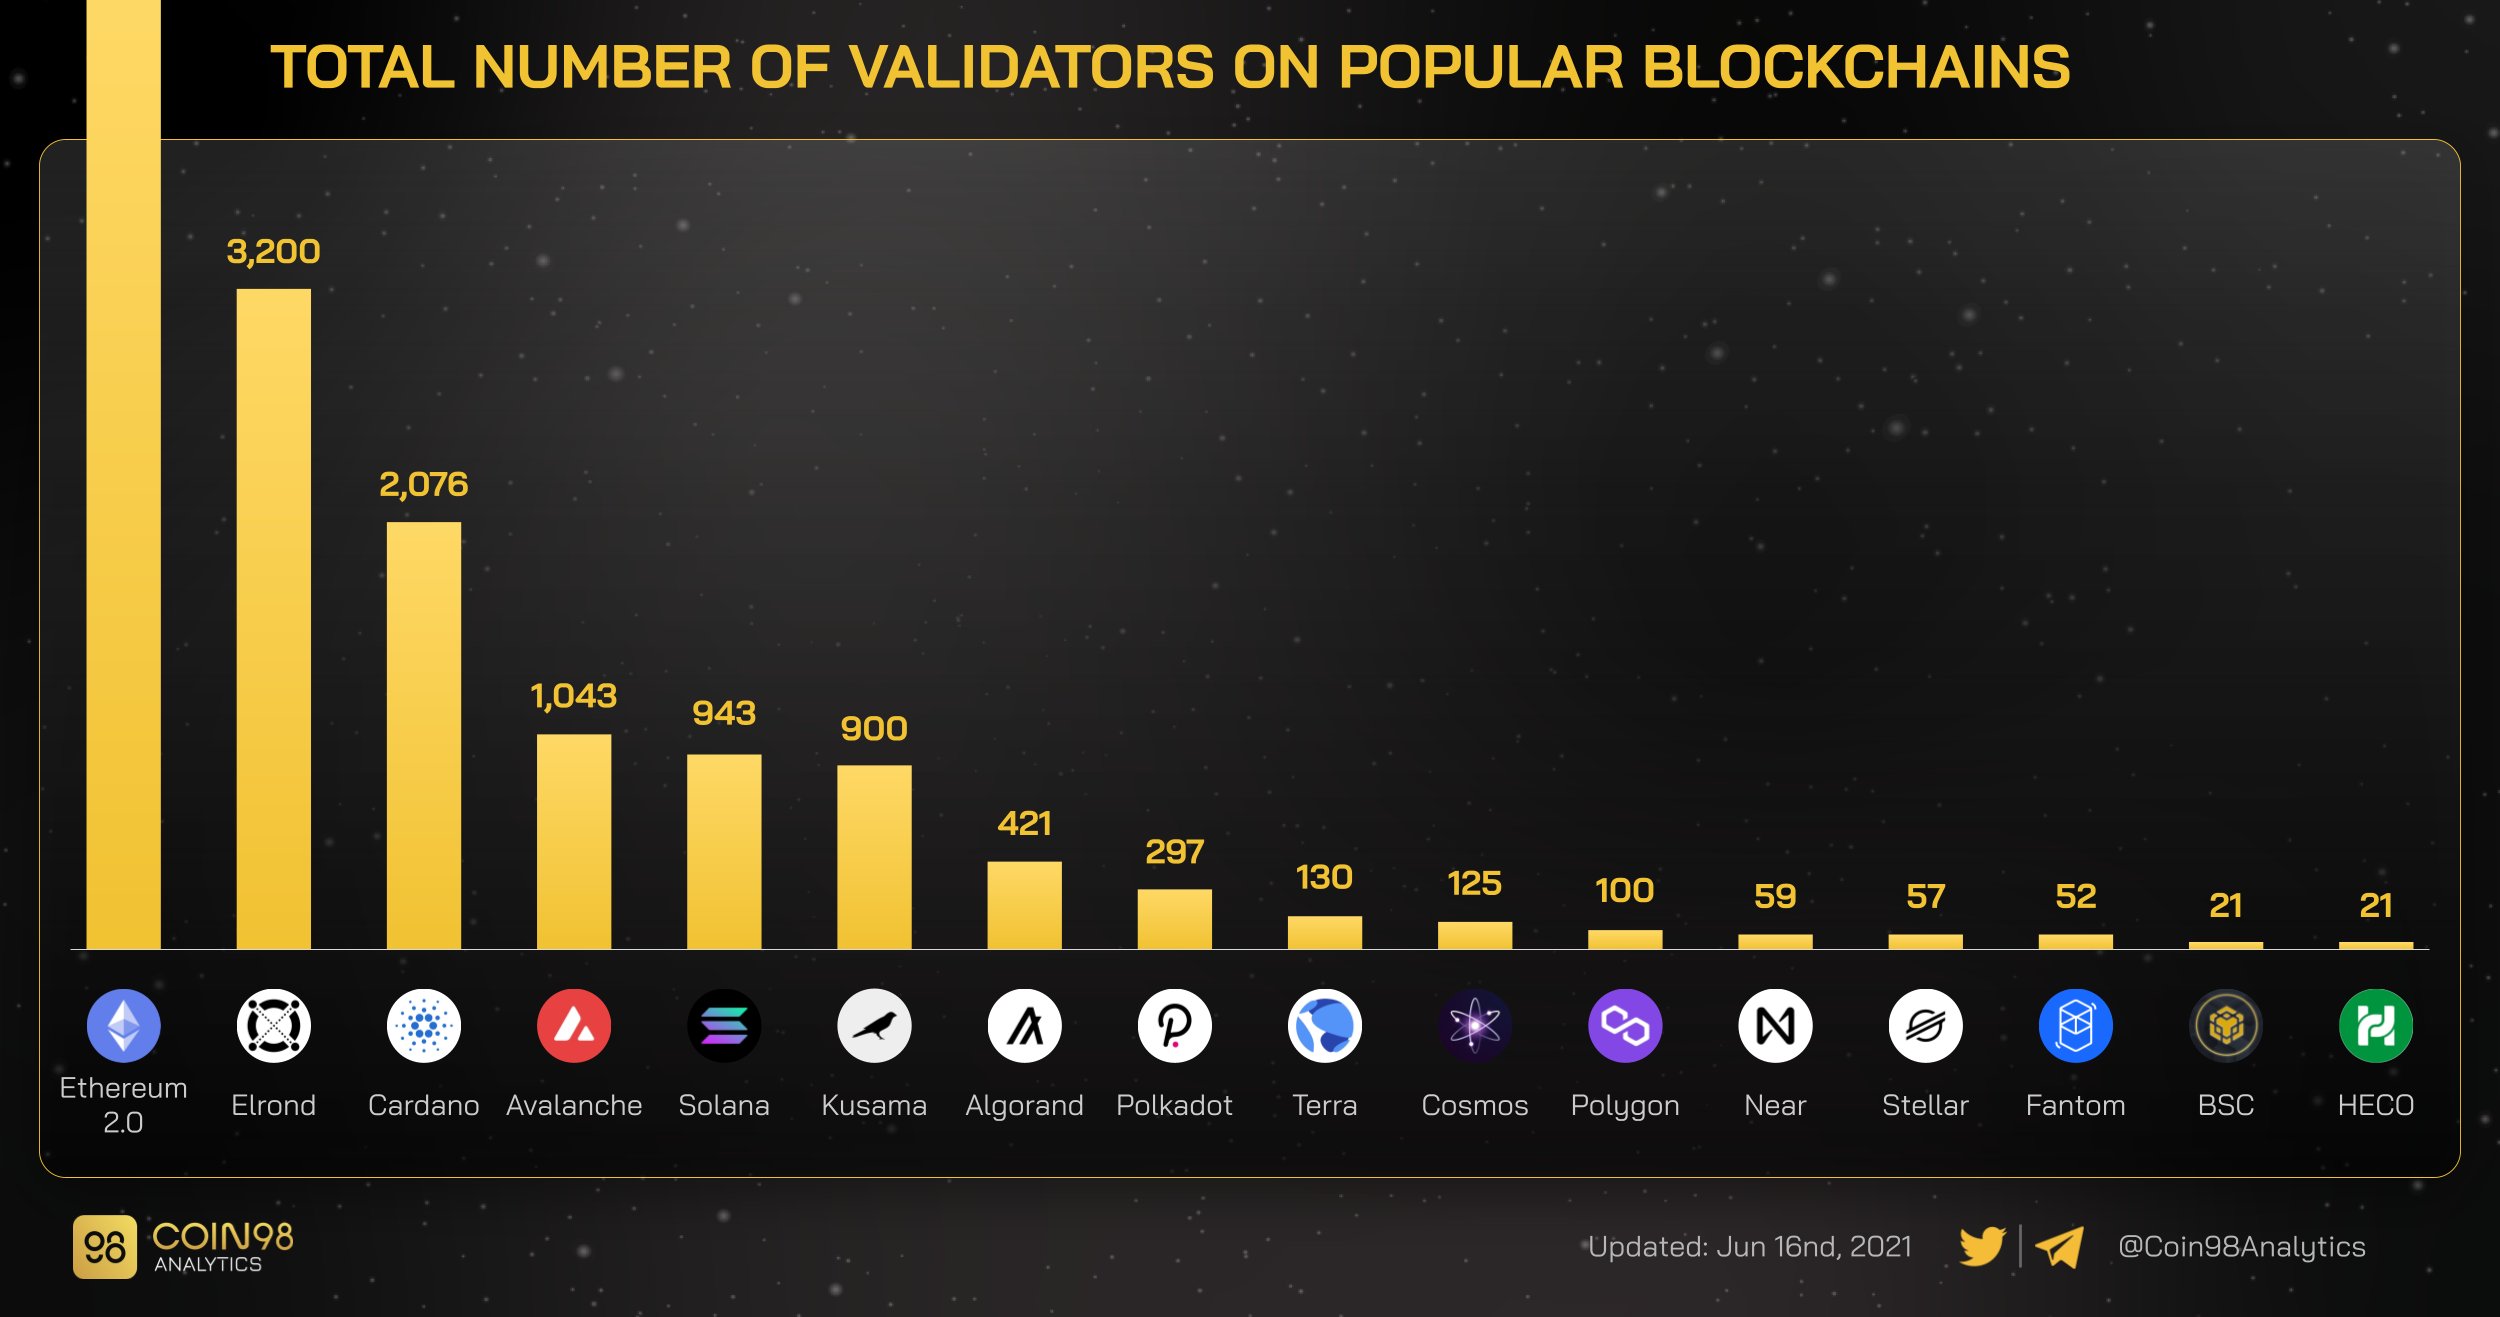 TOTAL NUMBER OF VALIDATORS ON POPULAR BLOCKCHAINS
3,200
2,076
1,043
943
900
421
297
130
125
100
59
57
52
21
21
Ethereum
2.0
Elrond
Cardano
Avalanche
Solana
Kusama
Algorand
Polkadot
Terra
Cosmos
Polygon
Near
Stellar
Fantom
BSC
HECO
98
COIN98
ANALYTICS
Updated: Jun 16nd, 2021
@Coin98Analytics